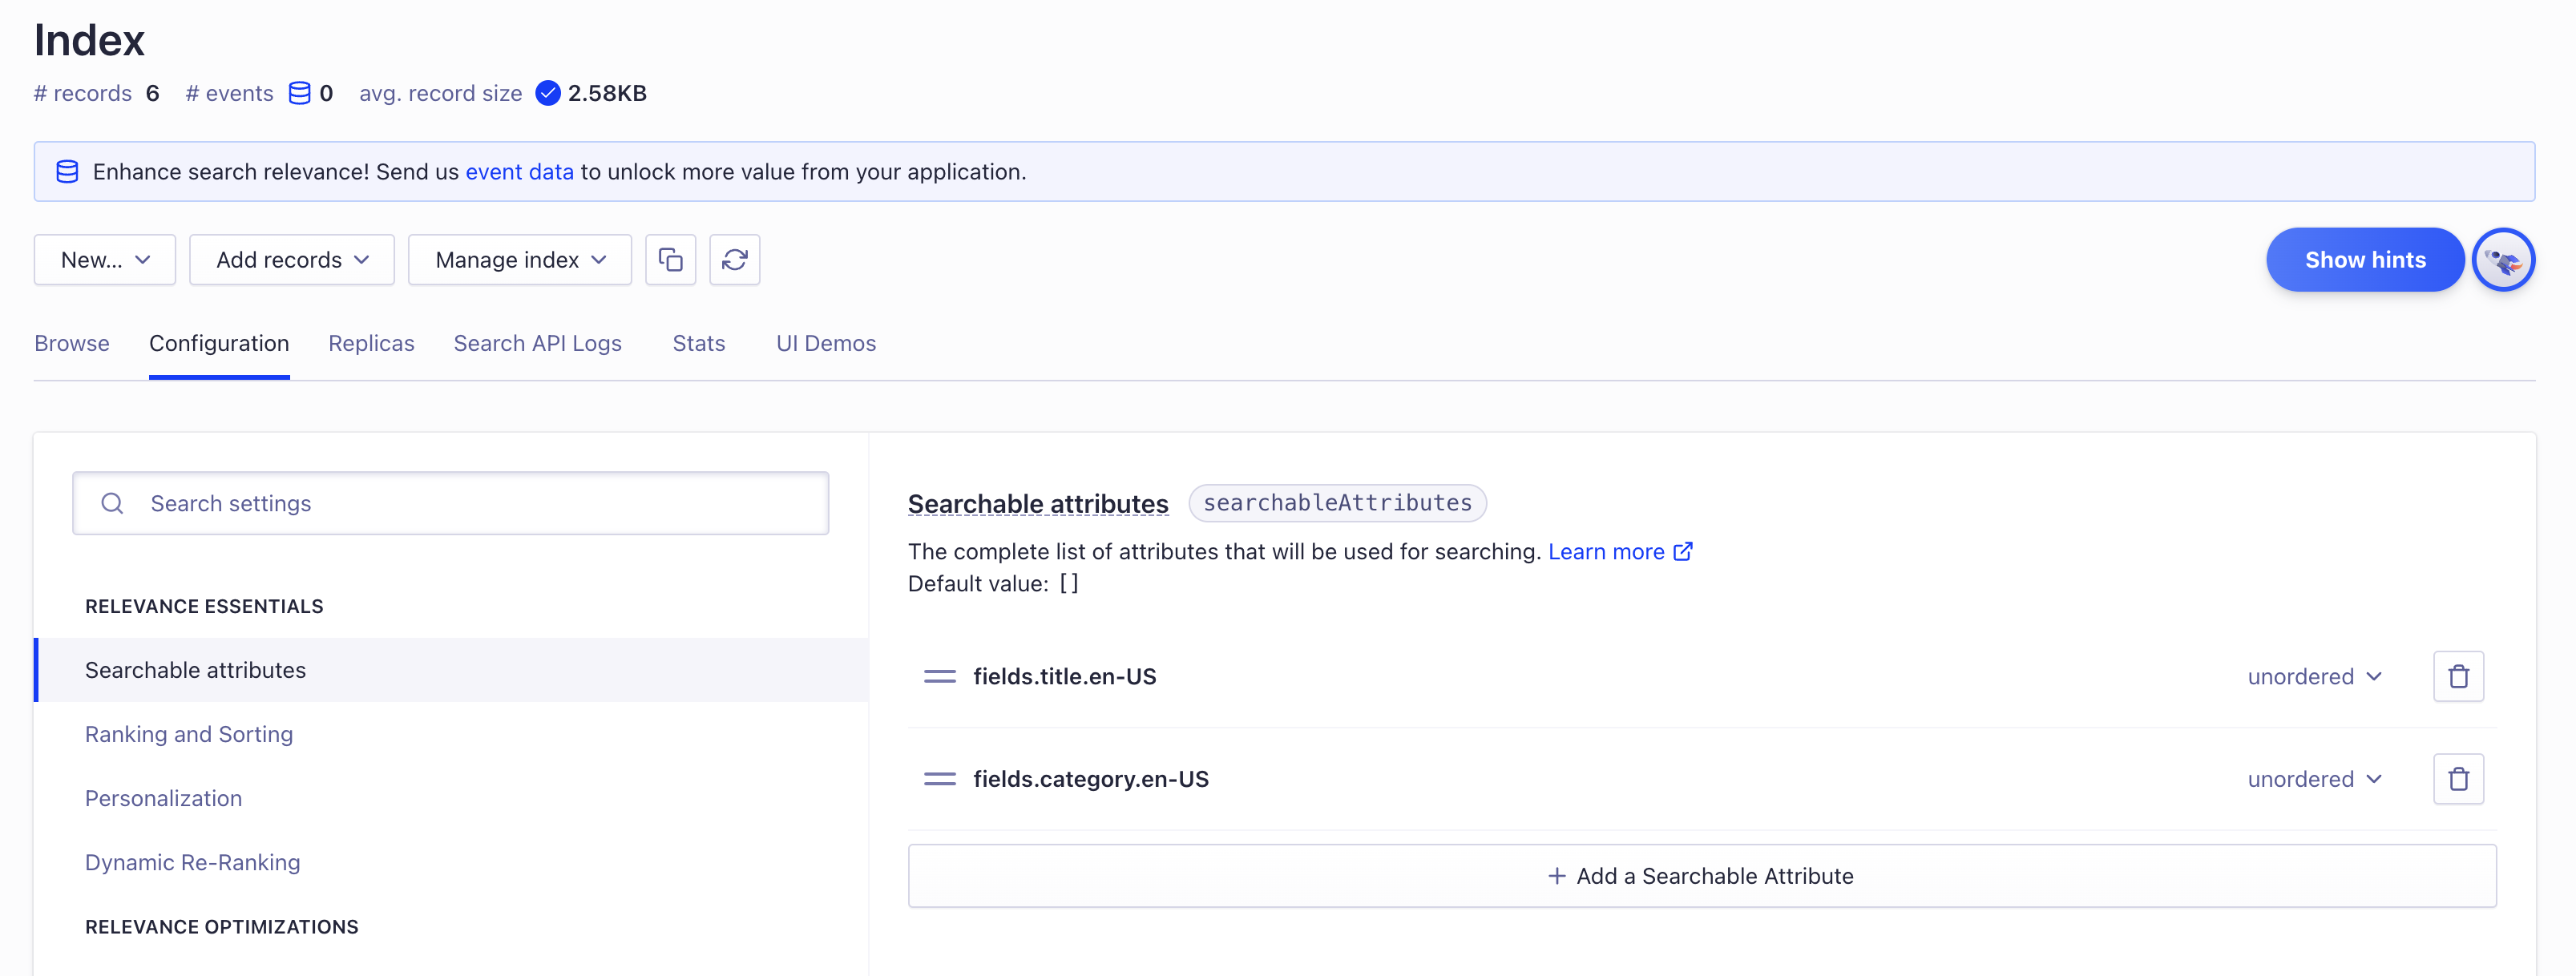 Index
# records 6 # events 0 avg. record size 2.58KB
Enhance search relevance! Send us event data to unlock more value from your application.
New... Add records Manage index Show hints
Browse Configuration Replicas Search API Logs Stats UI Demos
Search settings
RELEVANCE ESSENTIALS
Searchable attributes
Ranking and Sorting
Personalization
Dynamic Re-Ranking
RELEVANCE OPTIMIZATIONS
Searchable attributes searchableAttributes
The complete list of attributes that will be used for searching. Learn more
Default value: []
fields.title.en-US unordered
fields.category.en-US unordered
+ Add a Searchable Attribute